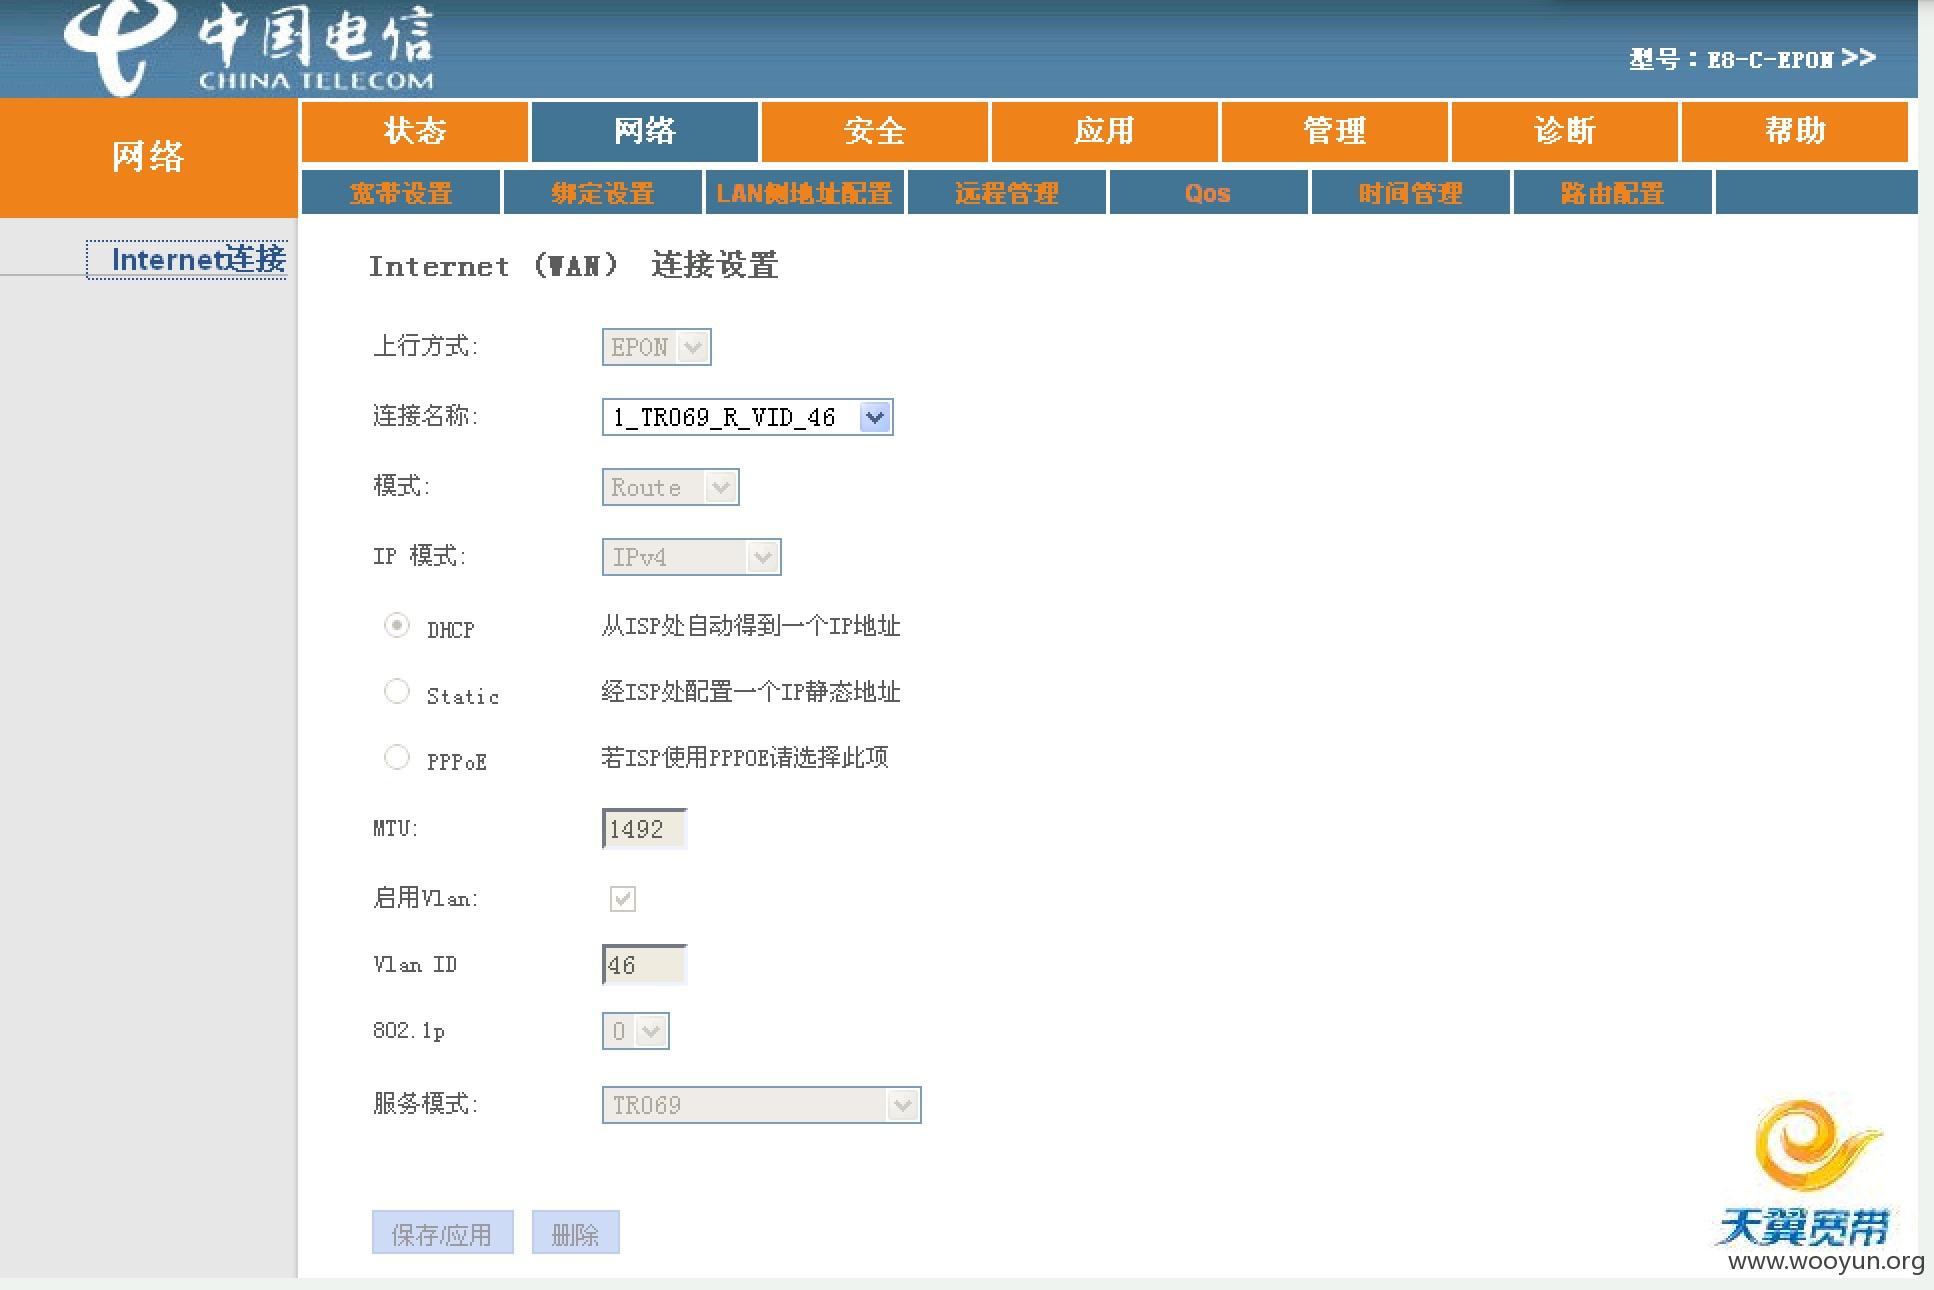 中国电信
CHINA TELECOM
型号：E8-C-EPON >>
网络
状态 网络 安全 应用 管理 诊断 帮助
宽带设置 绑定设置 LAN侧地址配置 远程管理 Qos 时间管理 路由配置
Internet连接
Internet （WAN） 连接设置
上行方式: EPON
连接名称: 1_TR069_R_VID_46
模式: Route
IP 模式: IPv4
DHCP 从ISP处自动得到一个IP地址
Static 经ISP处配置一个IP静态地址
PPPoE 若ISP使用PPPOE请选择此项
MTU: 1492
启用Vlan:
Vlan ID 46
802.1p 0
服务模式: TR069
保存/应用 删除
天翼宽带
www.wooyun.org